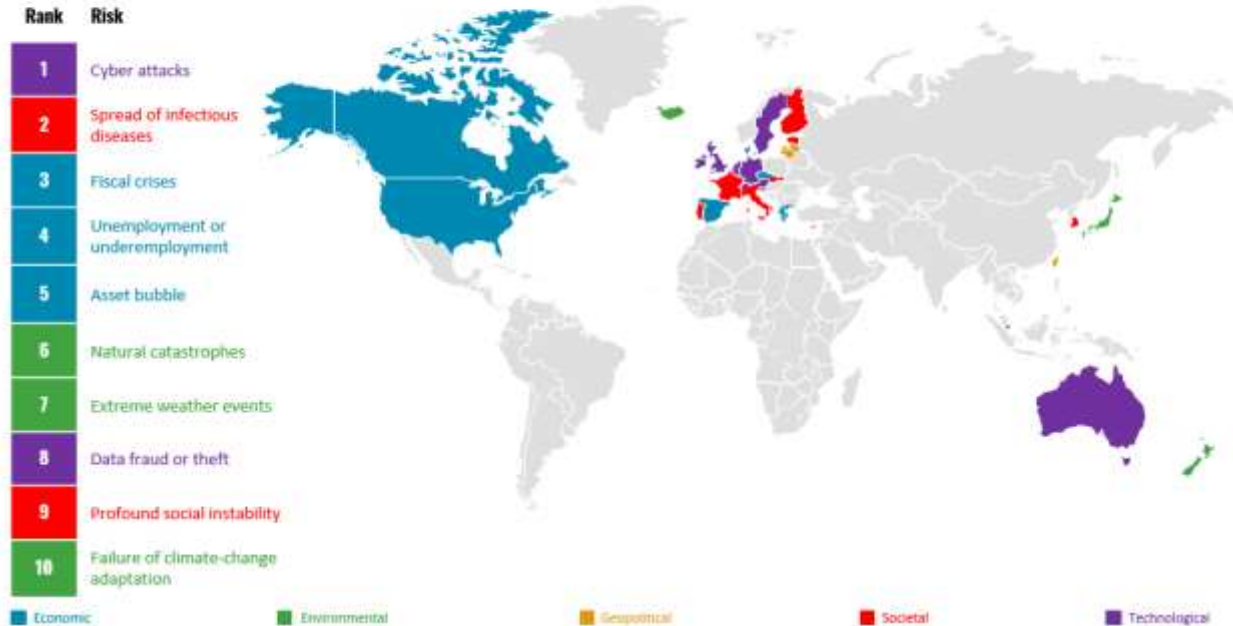 Rank Risk
1 Cyber attacks
2 Spread of infectious
diseases
3 Fiscal crises
4 Unemployment or
underemployment
5 Asset bubble
6 Natural catastrophes
7 Extreme weather events
8 Data fraud or theft
9 Profound social instability
10 Failure of climate-change
adaptation
Economic Environmental Geopolitical Societal Technological